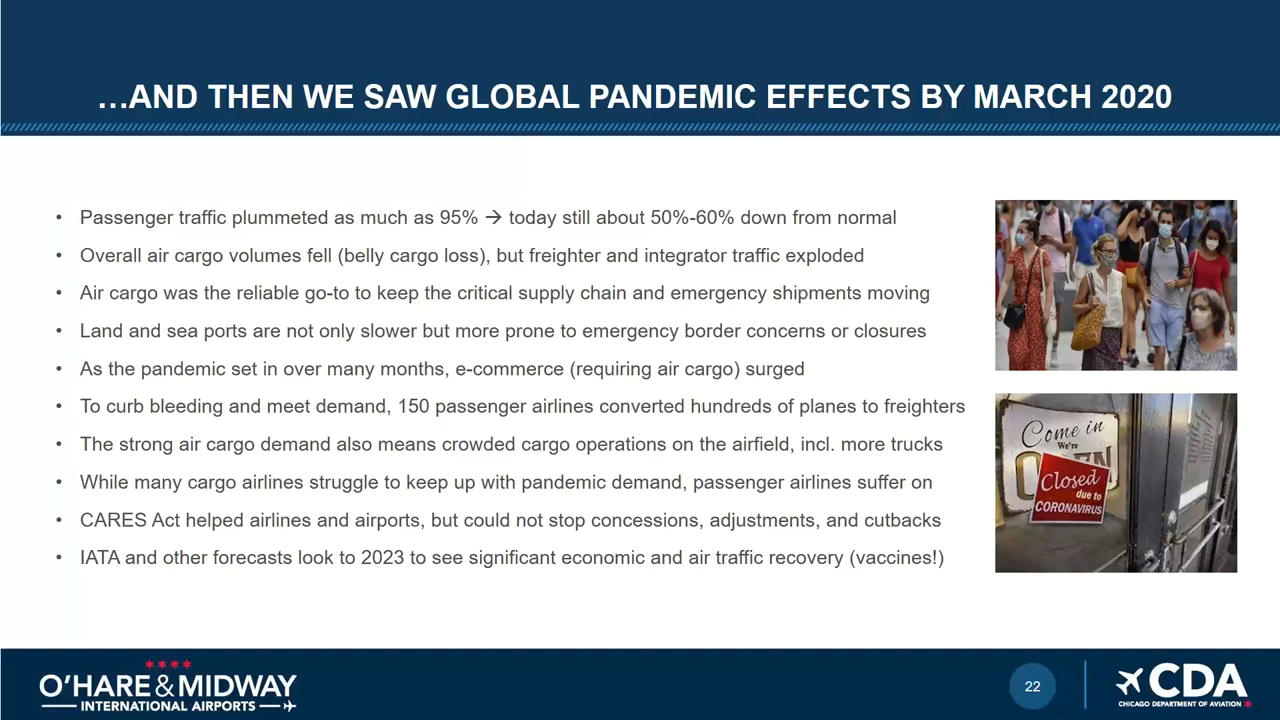 …AND THEN WE SAW GLOBAL PANDEMIC EFFECTS BY MARCH 2020
• Passenger traffic plummeted as much as 95% → today still about 50%-60% down from normal
• Overall air cargo volumes fell (belly cargo loss), but freighter and integrator traffic exploded
• Air cargo was the reliable go-to to keep the critical supply chain and emergency shipments moving
• Land and sea ports are not only slower but more prone to emergency border concerns or closures
• As the pandemic set in over many months, e-commerce (requiring air cargo) surged
• To curb bleeding and meet demand, 150 passenger airlines converted hundreds of planes to freighters
• The strong air cargo demand also means crowded cargo operations on the airfield, incl. more trucks
• While many cargo airlines struggle to keep up with pandemic demand, passenger airlines suffer on
• CARES Act helped airlines and airports, but could not stop concessions, adjustments, and cutbacks
• IATA and other forecasts look to 2023 to see significant economic and air traffic recovery (vaccines!)
Come in
We're
Closed
due to
CORONAVIRUS
O'HARE & MIDWAY
INTERNATIONAL AIRPORTS
22
CDA
CHICAGO DEPARTMENT OF AVIATION